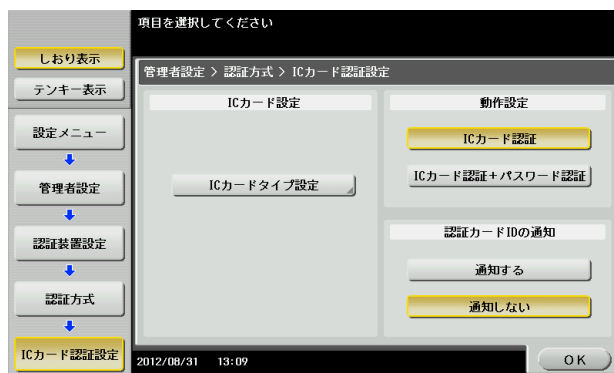 項目を選択してください
しおり表示
テンキー表示
設定メニュー
管理者設定
認証装置設定
認証方式
ICカード認証設定
管理者設定 > 認証方式 > ICカード認証設定
ICカード設定
ICカードタイプ設定
動作設定
ICカード認証
ICカード認証+パスワード認証
認証カードIDの通知
通知する
通知しない
2012/08/31 13:09
OK